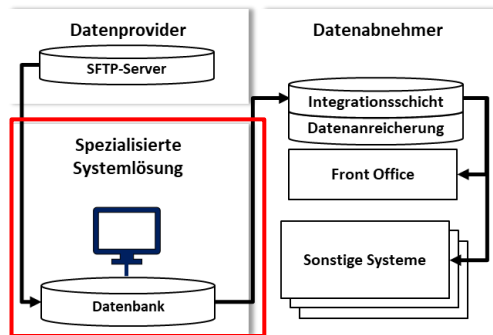 Datenprovider
SFTP-Server
Spezialisierte
Systemlösung
Datenbank
Datenabnehmer
Integrationsschicht
Datenanreicherung
Front Office
Sonstige Systeme